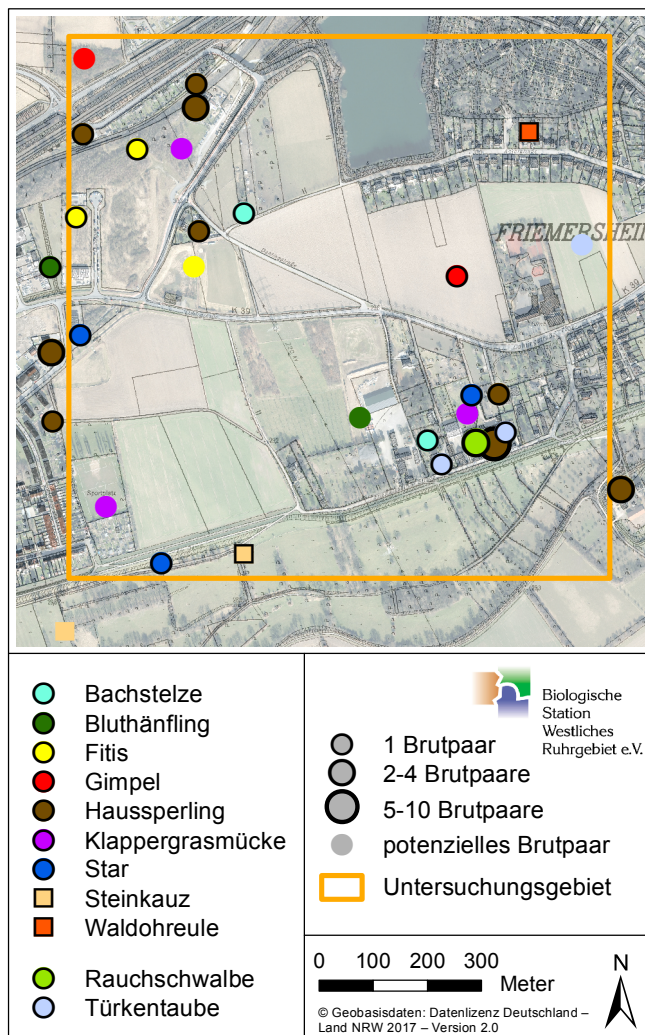 FRIEMERSHEIM
K 39
K 39
Sportplatz
Bachstelze
Bluthänfling
Fitis
Gimpel
Haussperling
Klappergrasmücke
Star
Steinkauz
Waldohreule
Rauchschwalbe
Türkentaube
Biologische
Station
Westliches
Ruhrgebiet e.V.
1 Brutpaar
2-4 Brutpaare
5-10 Brutpaare
potenzielles Brutpaar
Untersuchungsgebiet
0 100 200 300
Meter
N
© Geobasisdaten: Datenlizenz Deutschland –
Land NRW 2017 – Version 2.0